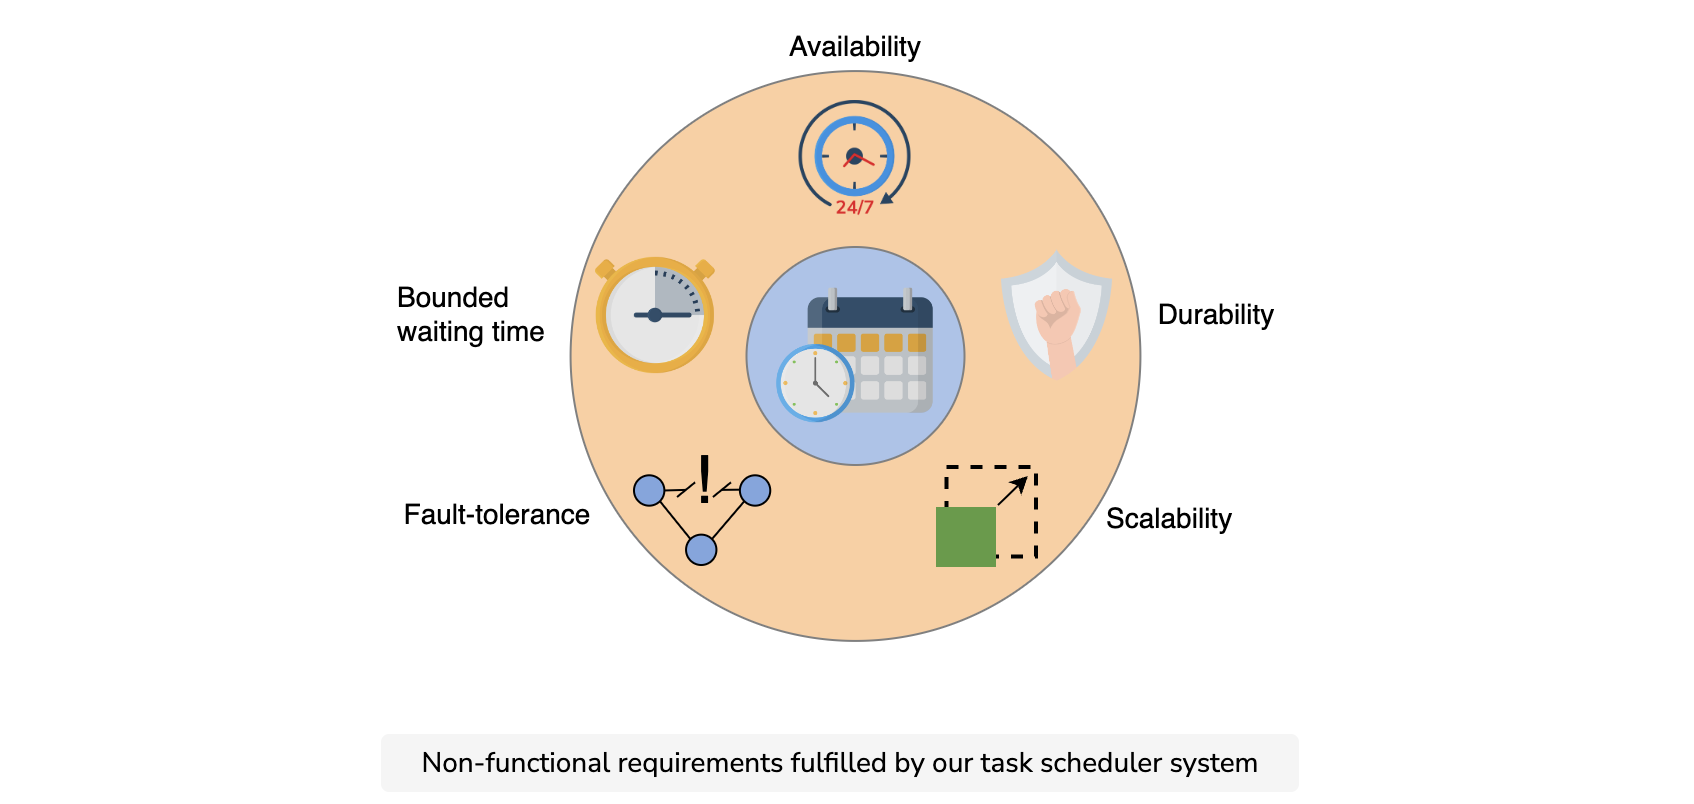 Availability
24/7
Bounded
waiting time
Durability
Fault-tolerance
!
Scalability
Non-functional requirements fulfilled by our task scheduler system